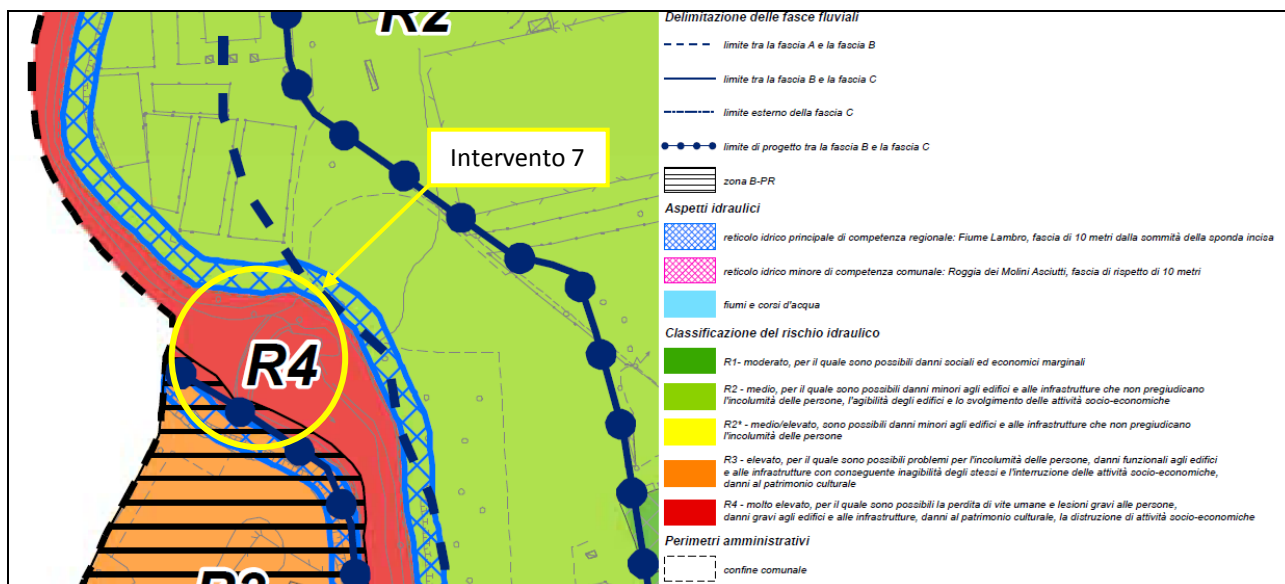 R2
Intervento 7
R4
Delimitazione delle fasce fluviali
limite tra la fascia A e la fascia B
limite tra la fascia B e la fascia C
limite esterno della fascia C
limite di progetto tra la fascia B e la fascia C
zona B-PR
Aspetti idraulici
reticolo idrico principale di competenza regionale: Fiume Lambro, fascia di 10 metri dalla sommità della sponda incisa
reticolo idrico minore di competenza comunale: Roggia dei Molini Asciutti, fascia di rispetto di 10 metri
fiumi e corsi d'acqua
Classificazione del rischio idraulico
R1- moderato, per il quale sono possibili danni sociali ed economici marginali
R2 - medio, per il quale sono possibili danni minori agli edifici e alle infrastrutture che non pregiudicano
l'incolumità delle persone, l'agibilità degli edifici e lo svolgimento delle attività socio-economiche
R2* - medio/elevato, sono possibili danni minori agli edifici e alle infrastrutture che non pregiudicano
l'incolumità delle persone
R3 - elevato, per il quale sono possibili problemi per l'incolumità delle persone, danni funzionali agli edifici
e alle infrastrutture con conseguente inagibilità degli stessi e l'interruzione delle attività socio-economiche,
danni al patrimonio culturale
R4 - molto elevato, per il quale sono possibili la perdita di vite umane e lesioni gravi alle persone,
danni gravi agli edifici e alle infrastrutture, danni al patrimonio culturale, la distruzione di attività socio-economiche
Perimetri amministrativi
confine comunale